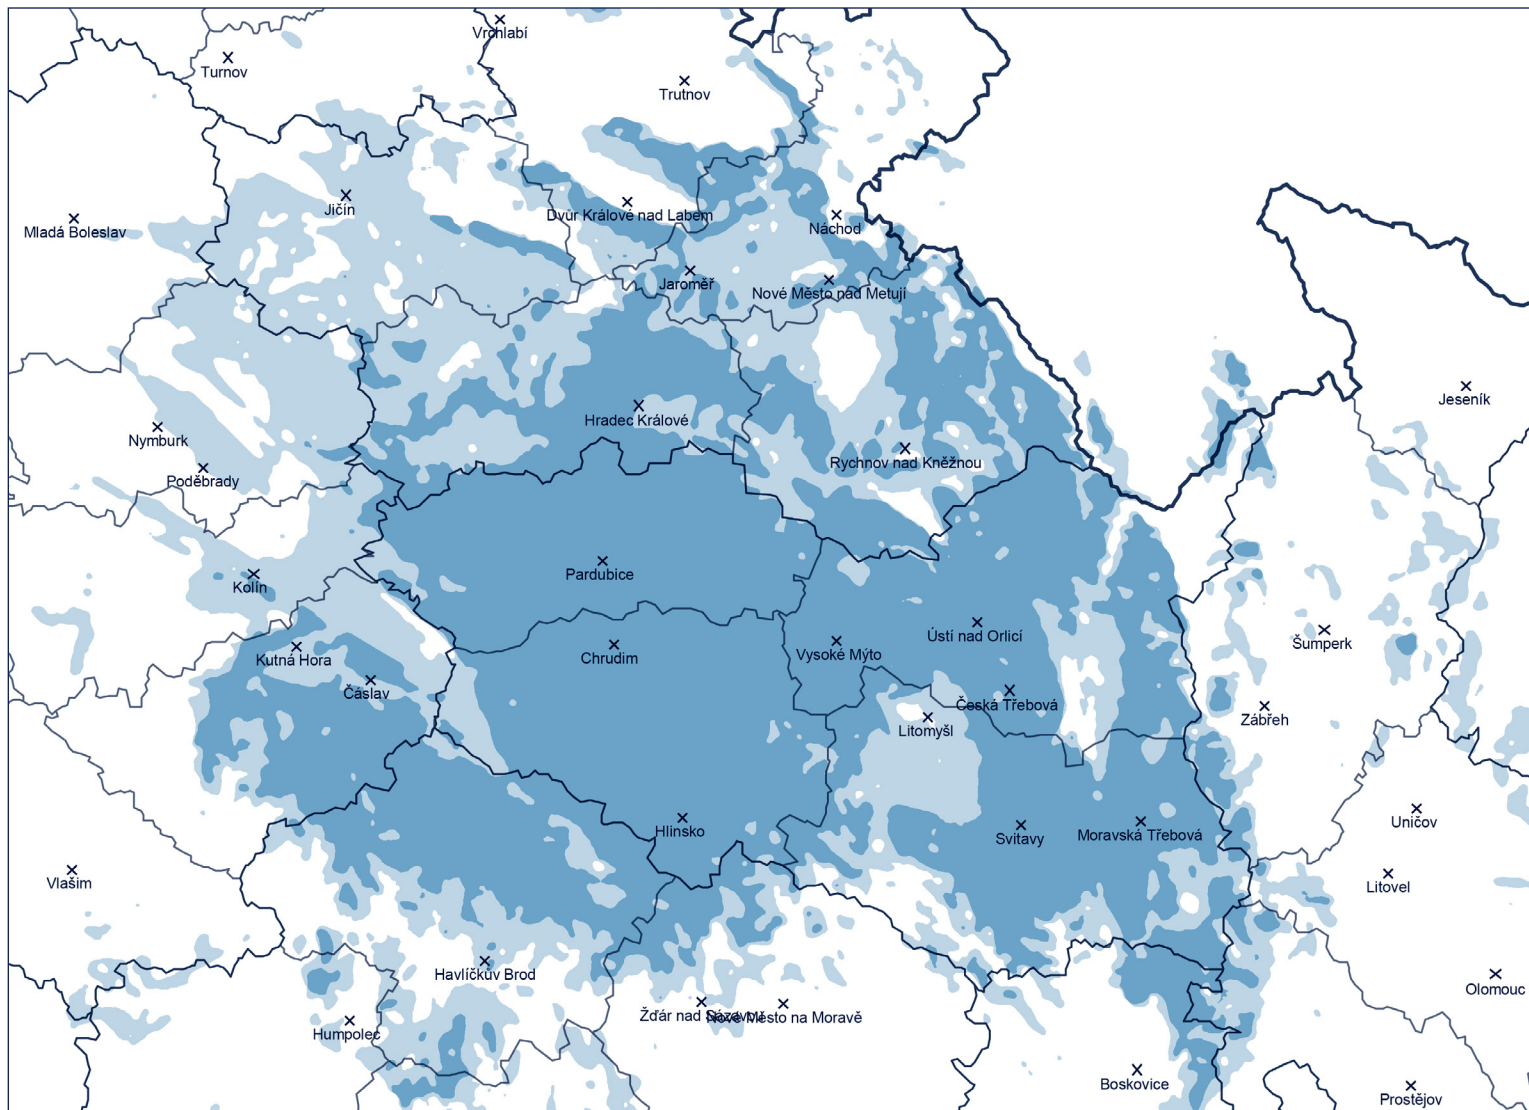 Vrchlabí
Turnov
Trutnov
Jičín
Dvůr Králové nad Labem
Náchod
Mladá Boleslav
Jaroměř
Nové Město nad Metují
Jeseník
Hradec Králové
Nymburk
Rychnov nad Kněžnou
Poděbrady
Pardubice
Kolín
Ústí nad Orlicí
Šumperk
Vysoké Mýto
Chrudim
Kutná Hora
Čáslav
Česká Třebová
Zábřeh
Litomyšl
Uničov
Hlinsko
Svitavy
Moravská Třebová
Vlašim
Litovel
Havlíčkův Brod
Olomouc
Žďár nad Sázavou
Nové Město na Moravě
Humpolec
Boskovice
Prostějov